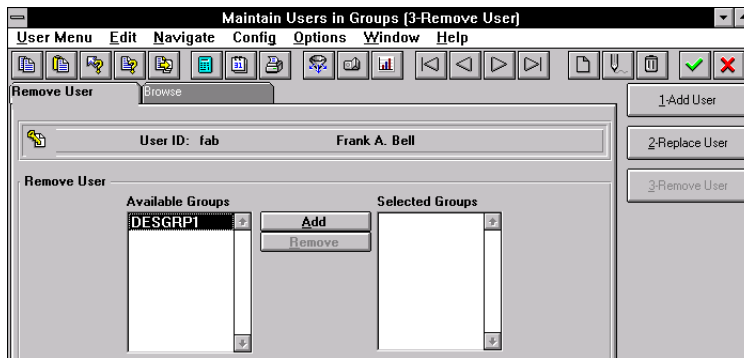 Maintain Users in Groups (3-Remove User)
User Menu Edit Navigate Config Options Window Help
Remove User
Browse
1-Add User
User ID: fab Frank A. Bell
2-Replace User
3-Remove User
Remove User
Available Groups
Selected Groups
DESGRP1
Add
Remove